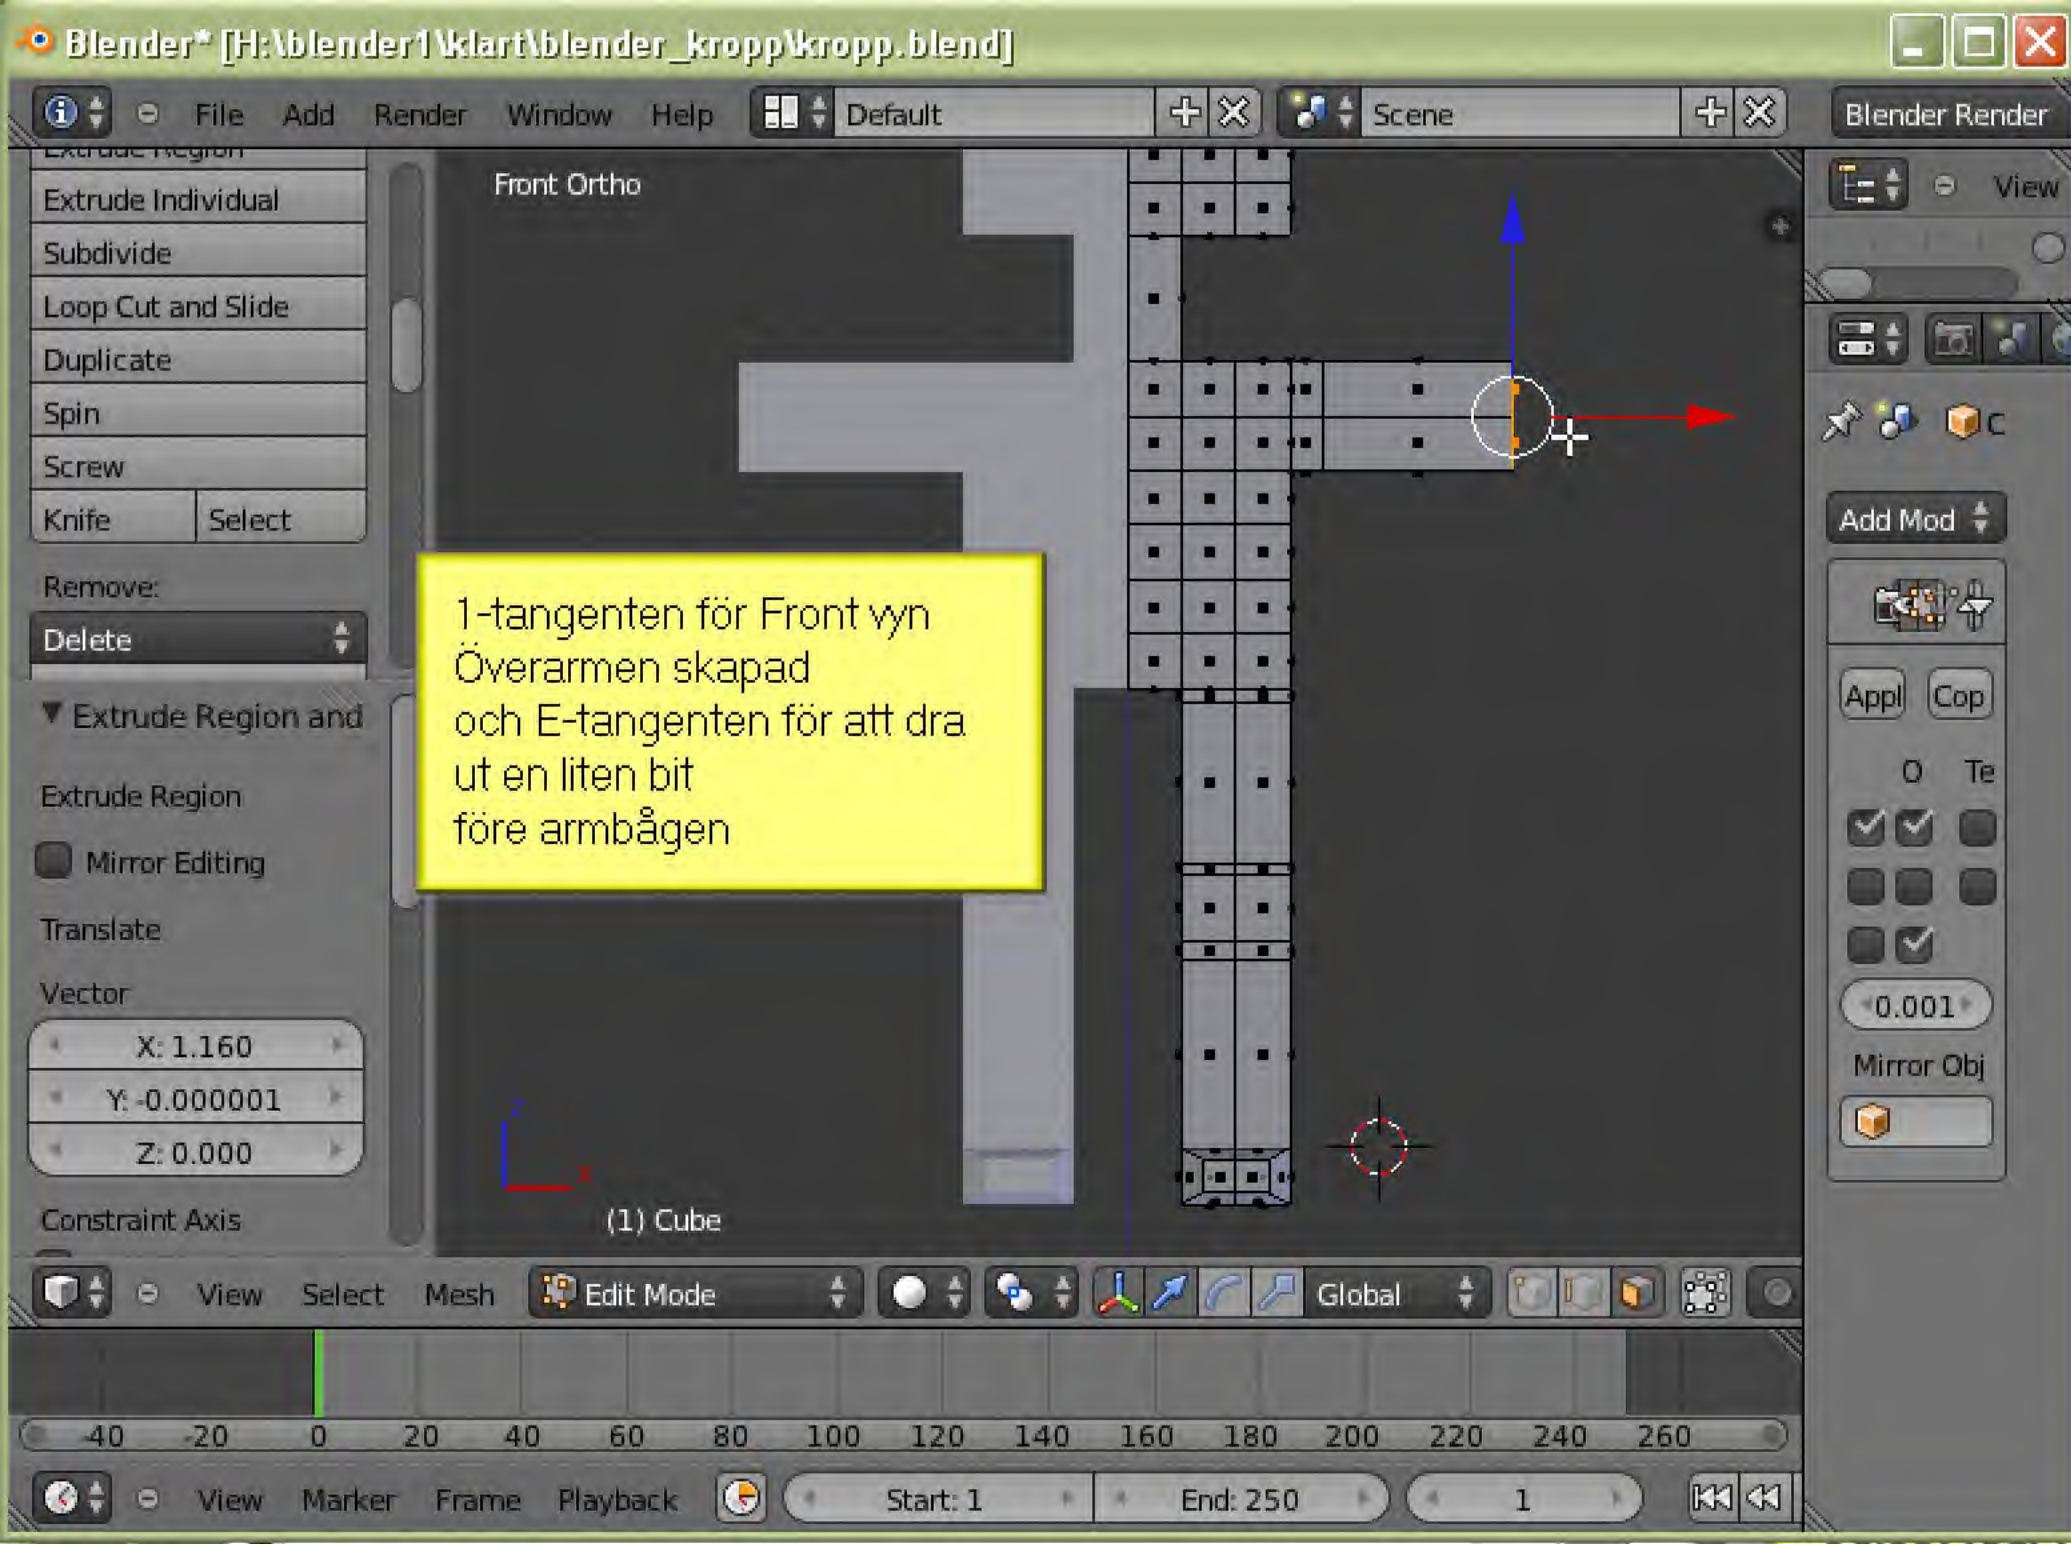 Blender* [H:\blender1\klart\blender_kropp\kropp.blend]
File Add Render Window Help Default Scene Blender Render
Extrude Region
Extrude Individual
Subdivide
Loop Cut and Slide
Duplicate
Spin
Screw
Knife Select
Remove:
Delete
Extrude Region and
Extrude Region
Mirror Editing
Translate
Vector
X: 1.160
Y: -0.000001
Z: 0.000
Constraint Axis
Front Ortho
1-tangenten för Front vyn
Överarmen skapad
och E-tangenten för att dra
ut en liten bit
före armbågen
z
x
(1) Cube
View
C
Add Mod
Appl Cop
O Te
0.001
Mirror Obj
View Select Mesh Edit Mode Global
-40 -20 0 20 40 60 80 100 120 140 160 180 200 220 240 260
View Marker Frame Playback Start: 1 End: 250 1